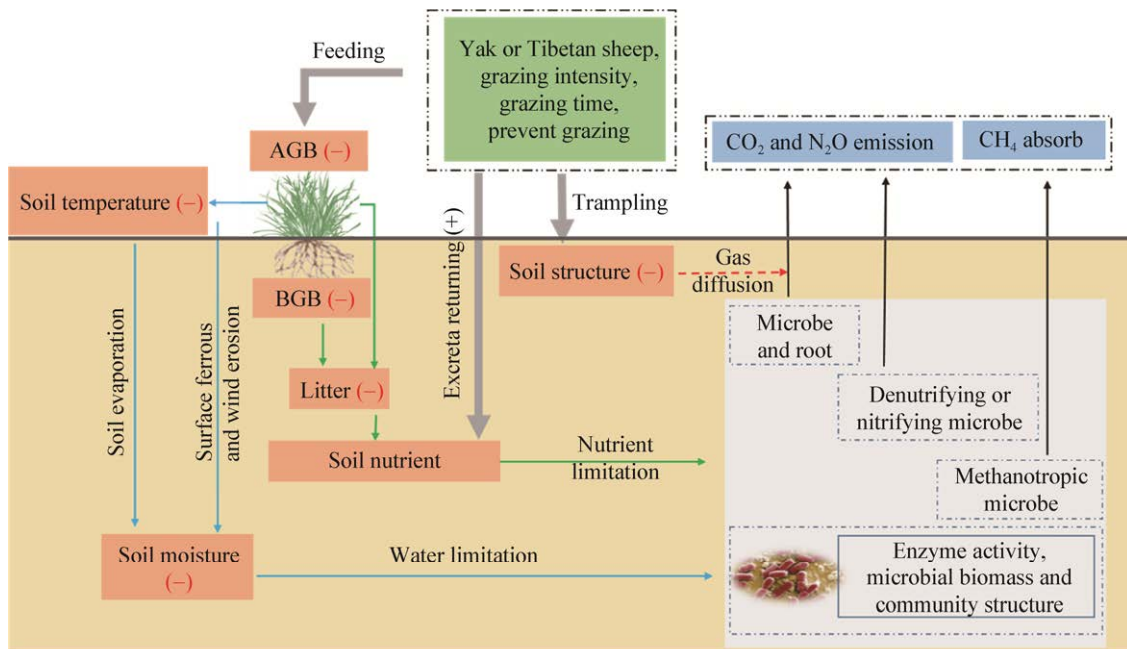 Feeding
Yak or Tibetan sheep,
grazing intensity,
grazing time,
prevent grazing
CO₂ and N₂O emission
CH₄ absorb
AGB (−)
Soil temperature (−)
Trampling
Excreta returning (+)
Soil structure (−)
Gas
diffusion
BGB (−)
Microbe
and root
Soil evaporation
Surface ferrous
and wind erosion
Litter (−)
Denutrifying or
nitrifying microbe
Soil nutrient
Nutrient
limitation
Methanotropic
microbe
Soil moisture
(−)
Water limitation
Enzyme activity,
microbial biomass and
community structure